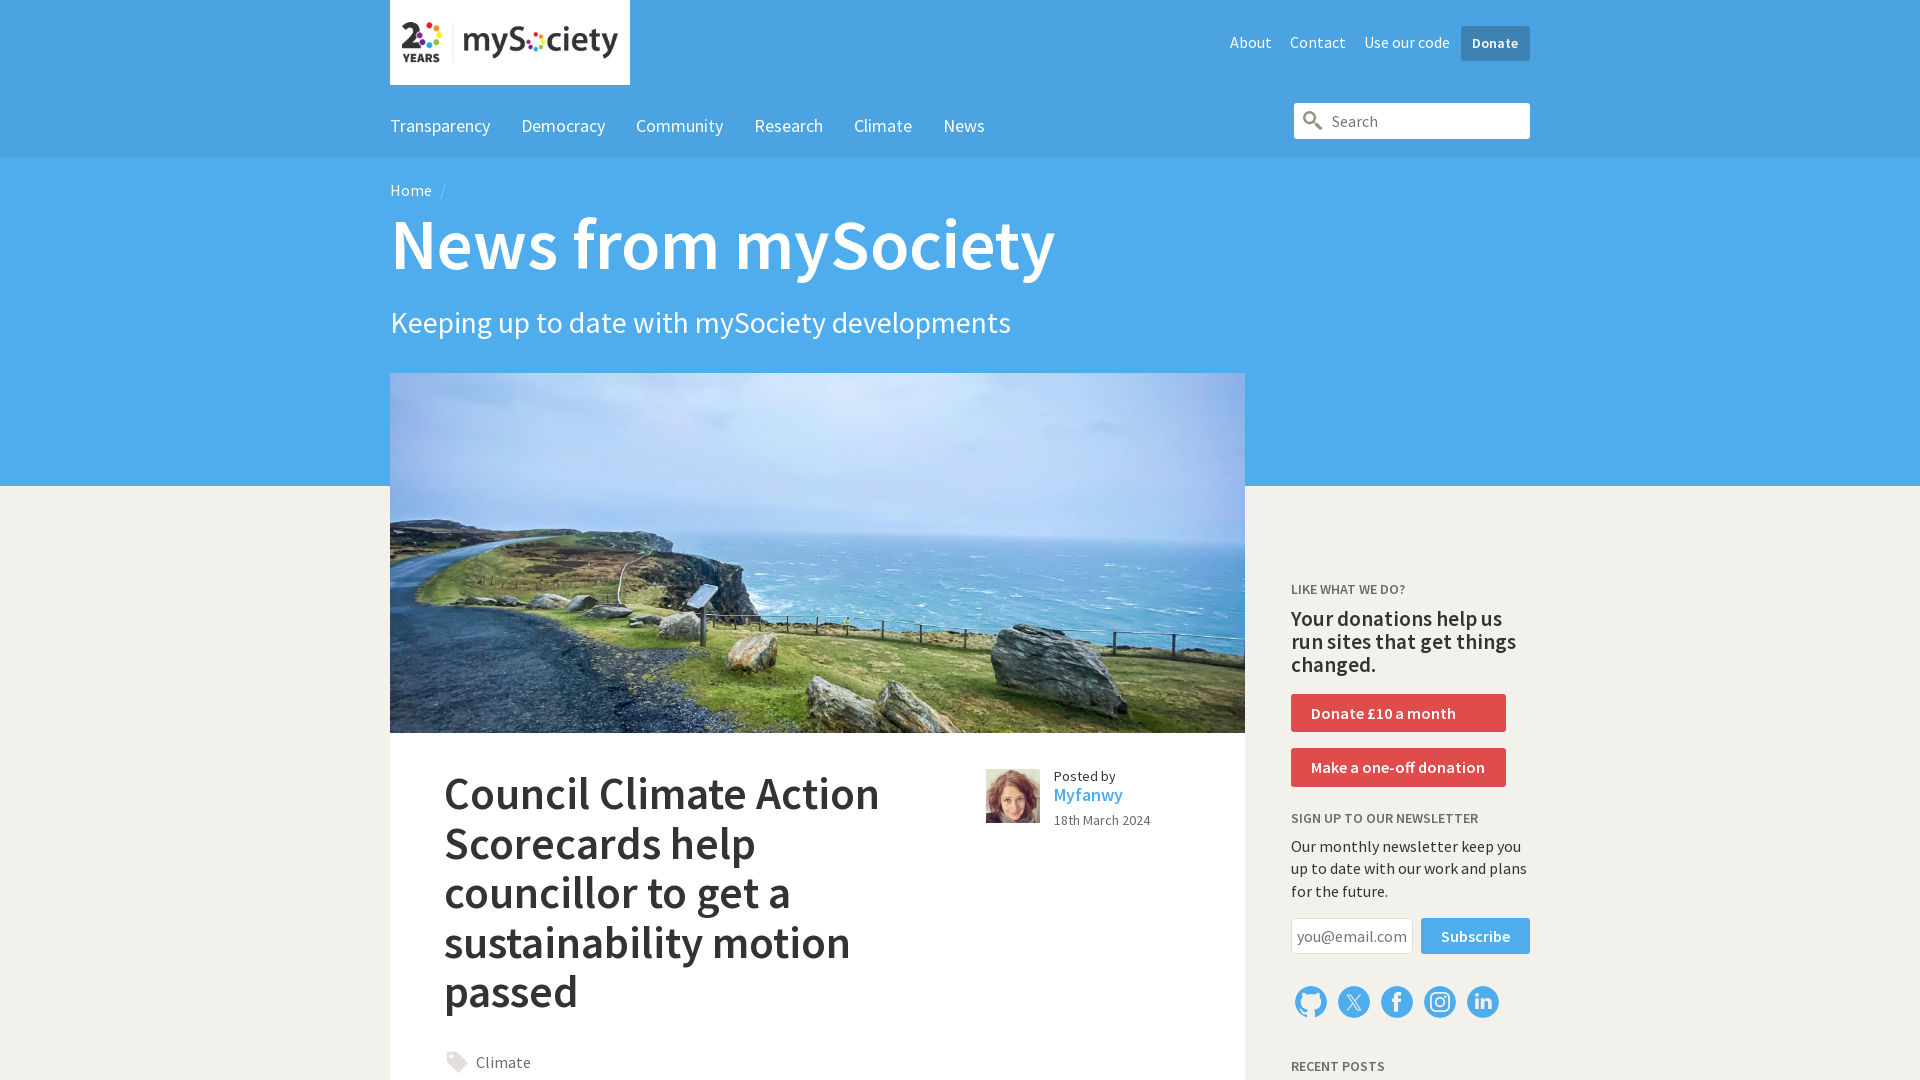 20 YEARS mySociety
About Contact Use our code Donate
Transparency Democracy Community Research Climate News
Search
Home /
News from mySociety
Keeping up to date with mySociety developments
Council Climate Action
Scorecards help
councillor to get a
sustainability motion
passed
Posted by
Myfanwy
18th March 2024
Climate
LIKE WHAT WE DO?
Your donations help us
run sites that get things
changed.
Donate £10 a month
Make a one-off donation
SIGN UP TO OUR NEWSLETTER
Our monthly newsletter keep you
up to date with our work and plans
for the future.
you@email.com Subscribe
RECENT POSTS